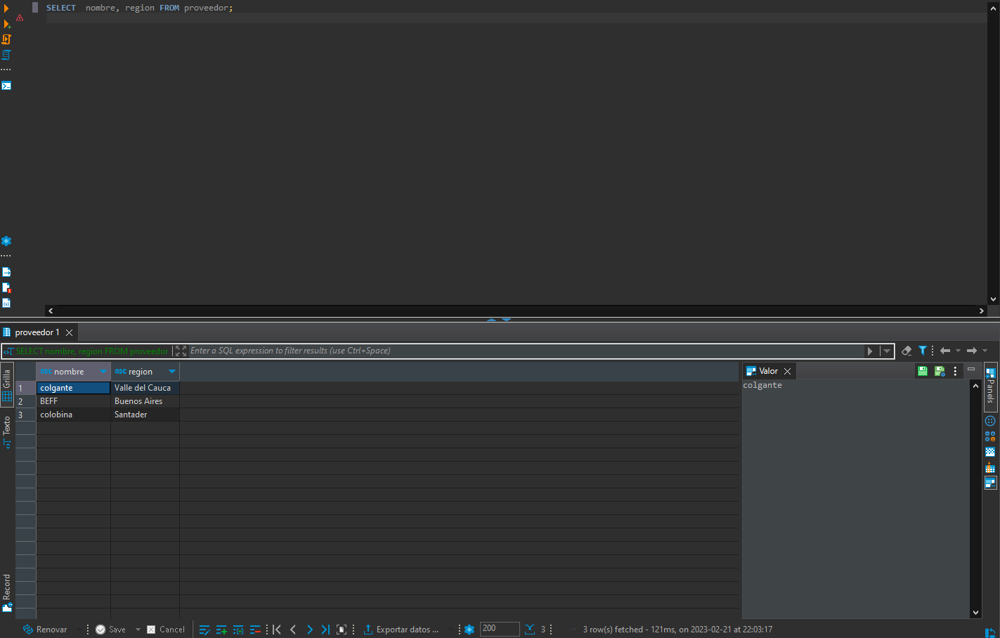 SELECT  nombre, region FROM proveedor;
proveedor 1
SELECT nombre, region FROM proveedor
Enter a SQL expression to filter results (use Ctrl+Space)
Grilla
Texto
Record
ABC nombre ABC region
1 colgante Valle del Cauca
2 BEFF Buenos Aires
3 colobina Santader
Valor
colgante
Panels
Renovar Save Cancel Exportar datos ... 200 3 3 row(s) fetched - 121ms, on 2023-02-21 at 22:03:17